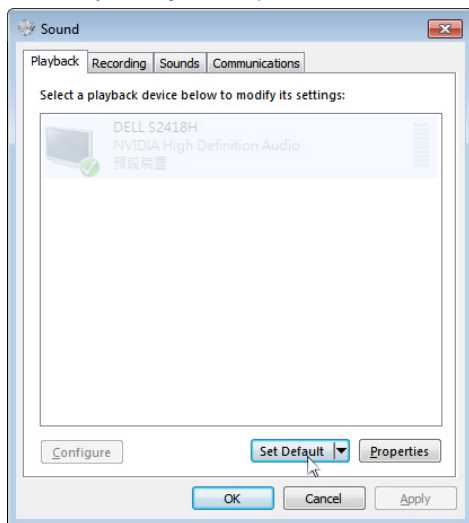 Sound
Playback Recording Sounds Communications
Select a playback device below to modify its settings:
DELL S2418H
NVIDIA High Definition Audio
預設裝置
Configure Set Default Properties
OK Cancel Apply